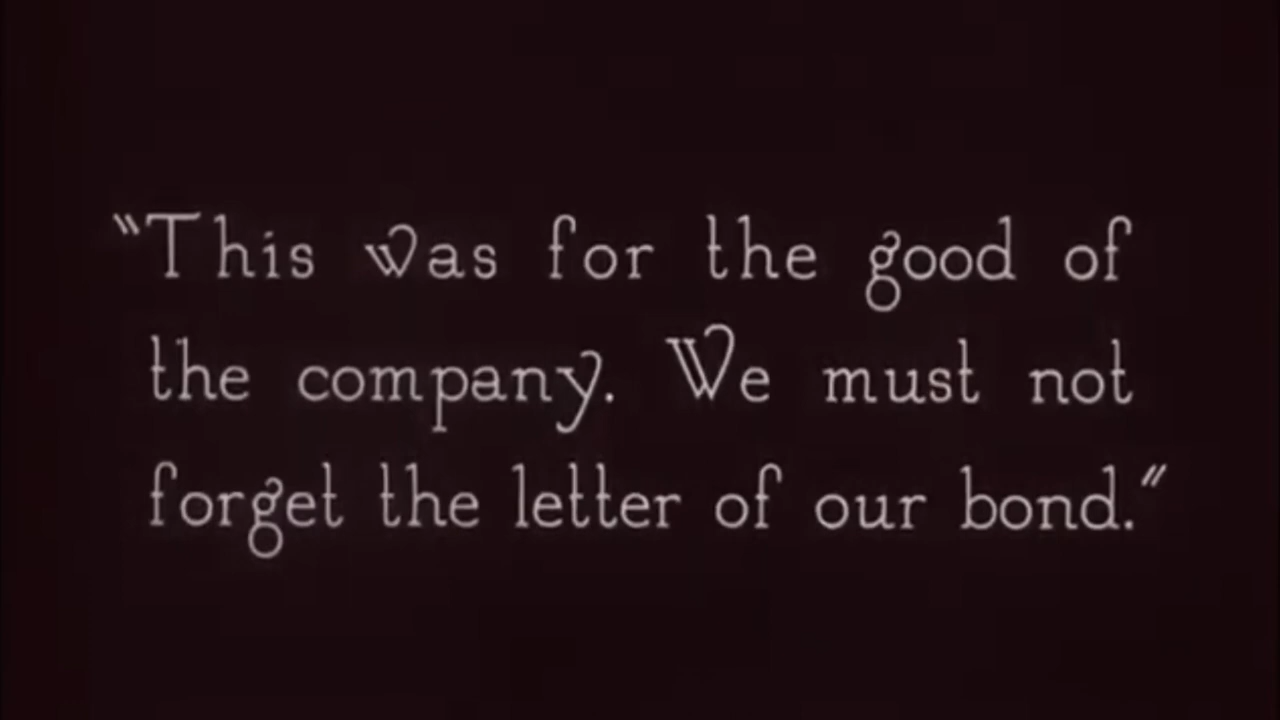 “This was for the good of
the company. We must not
forget the letter of our bond.”